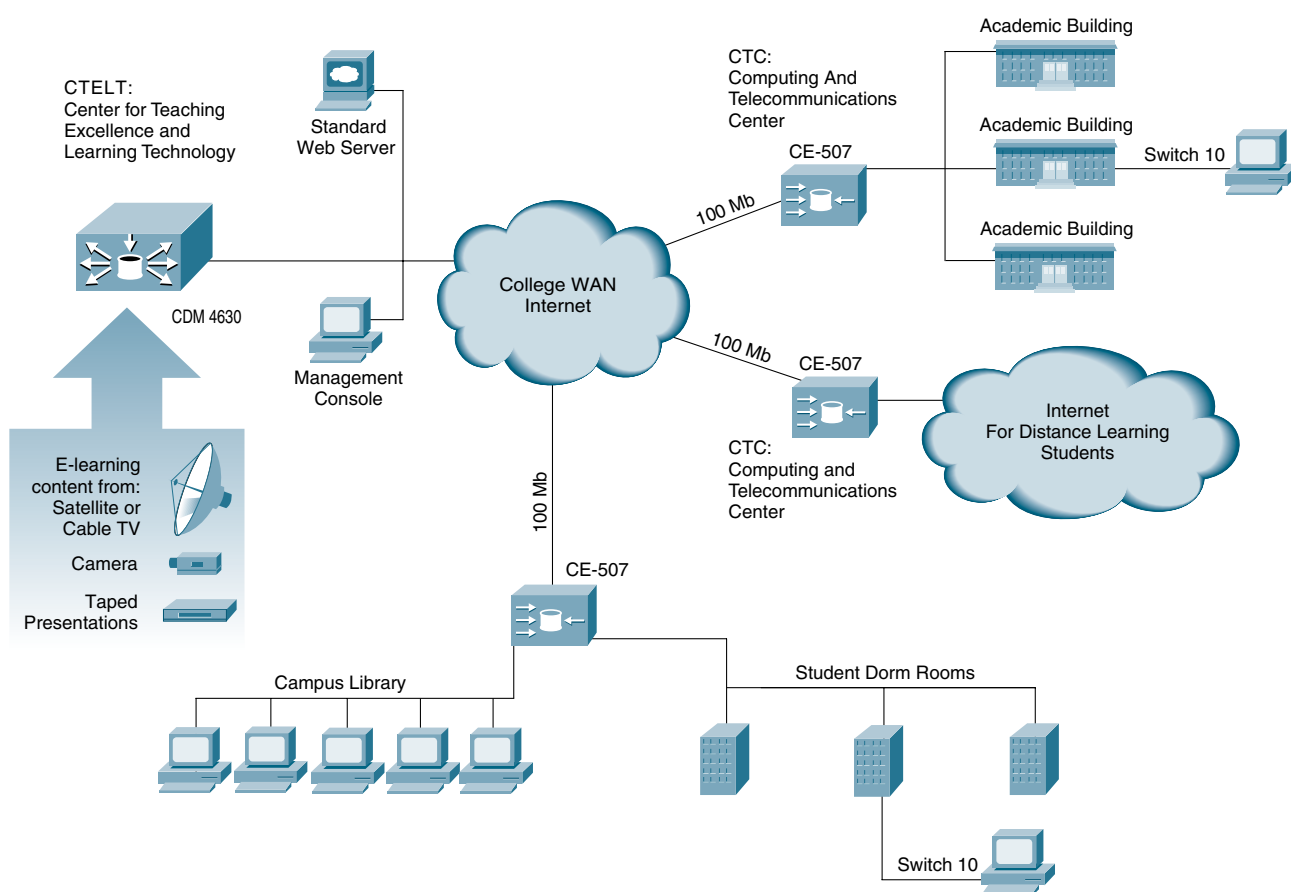 CTELT:
Center for Teaching
Excellence and
Learning Technology
Standard
Web Server
CDM 4630
Management
Console
E-learning
content from:
Satellite or
Cable TV
Camera
Taped
Presentations
College WAN
Internet
100 Mb
CTC:
Computing And
Telecommunications
Center
CE-507
Academic Building
Academic Building
Switch 10
Academic Building
100 Mb
CE-507
CTC:
Computing and
Telecommunications
Center
Internet
For Distance Learning
Students
100 Mb
CE-507
Campus Library
Student Dorm Rooms
Switch 10